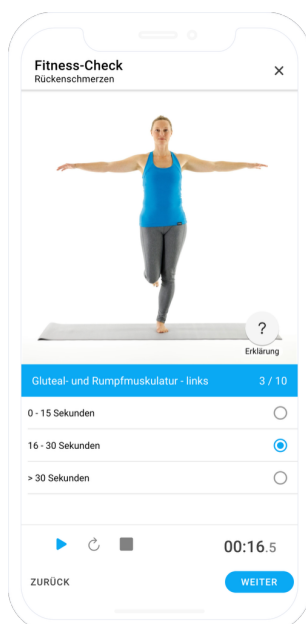 Fitness-Check
Rückenschmerzen
?
Erklärung
Gluteal- und Rumpfmuskulatur - links 3 / 10
0 - 15 Sekunden
16 - 30 Sekunden
> 30 Sekunden
00:16.5
ZURÜCK WEITER